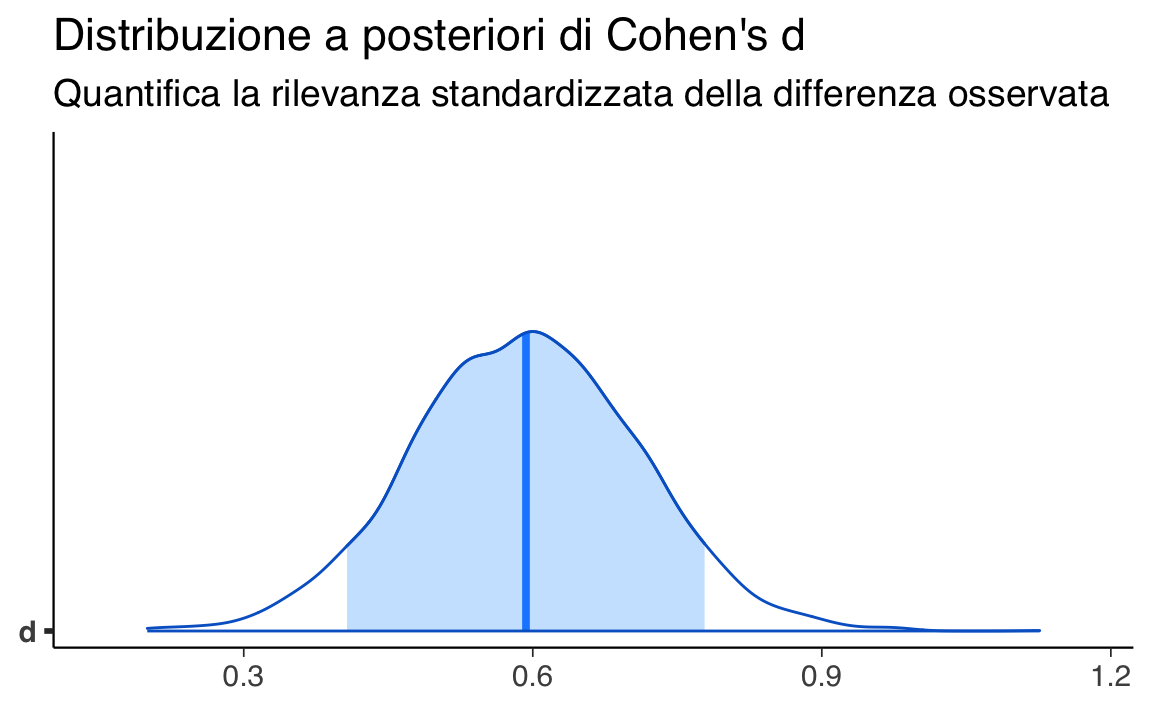 Distribuzione a posteriori di Cohen's d
Quantifica la rilevanza standardizzata della differenza osservata
d
0.3 0.6 0.9 1.2